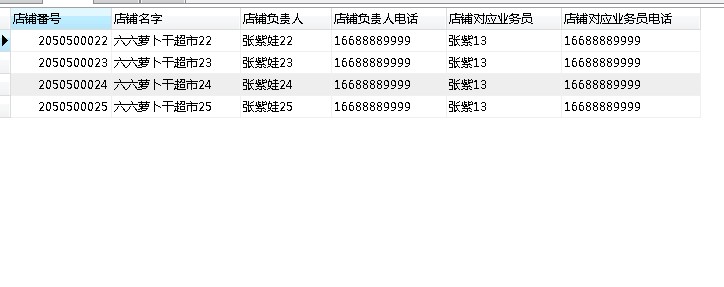 店铺番号 店铺名字 店铺负责人 店铺负责人电话 店铺对应业务员 店铺对应业务员电话
2050500022 六六萝卜干超市22 张紫娃22 16688889999 张紫13 16688889999
2050500023 六六萝卜干超市23 张紫娃23 16688889999 张紫13 16688889999
2050500024 六六萝卜干超市24 张紫娃24 16688889999 张紫13 16688889999
2050500025 六六萝卜干超市25 张紫娃25 16688889999 张紫13 16688889999